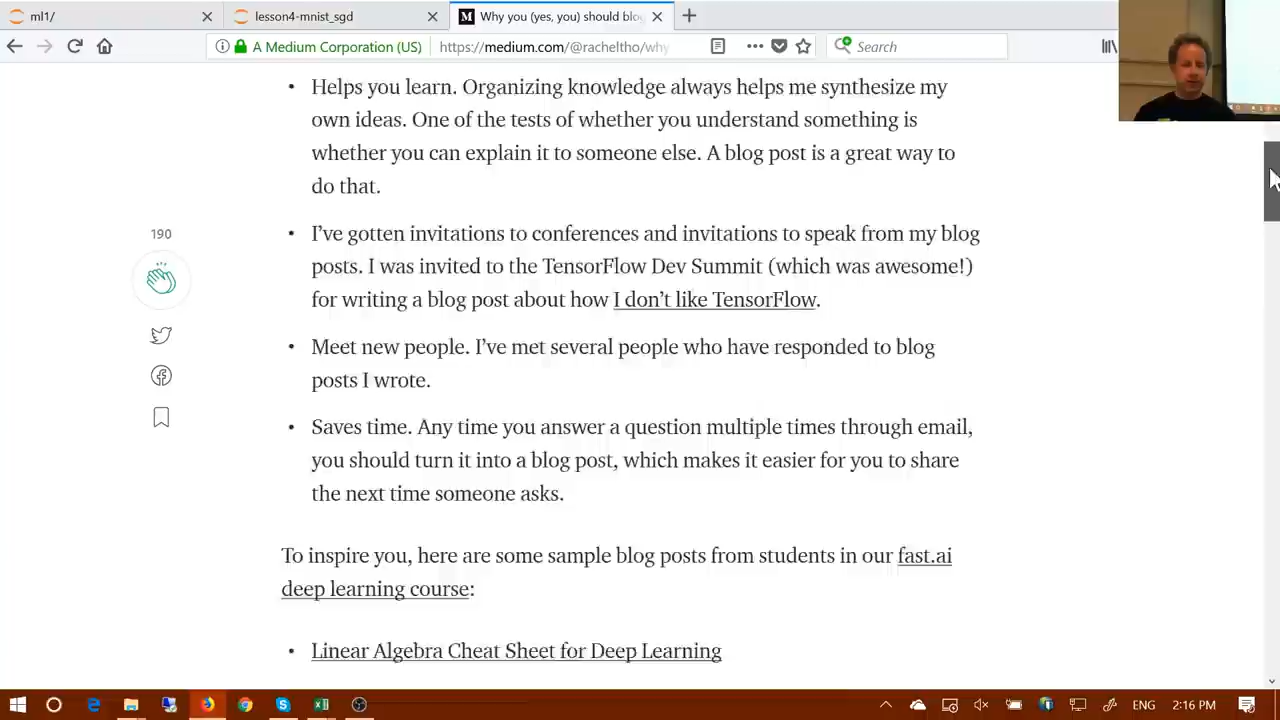 ml1/
lesson4-mnist_sgd
Why you (yes, you) should blog
A Medium Corporation (US)
https://medium.com/@racheltho/why
Search
Helps you learn. Organizing knowledge always helps me synthesize my
own ideas. One of the tests of whether you understand something is
whether you can explain it to someone else. A blog post is a great way to
do that.
190
I’ve gotten invitations to conferences and invitations to speak from my blog
posts. I was invited to the TensorFlow Dev Summit (which was awesome!)
for writing a blog post about how I don’t like TensorFlow.
Meet new people. I’ve met several people who have responded to blog
posts I wrote.
Saves time. Any time you answer a question multiple times through email,
you should turn it into a blog post, which makes it easier for you to share
the next time someone asks.
To inspire you, here are some sample blog posts from students in our fast.ai
deep learning course:
Linear Algebra Cheat Sheet for Deep Learning
ENG
2:16 PM